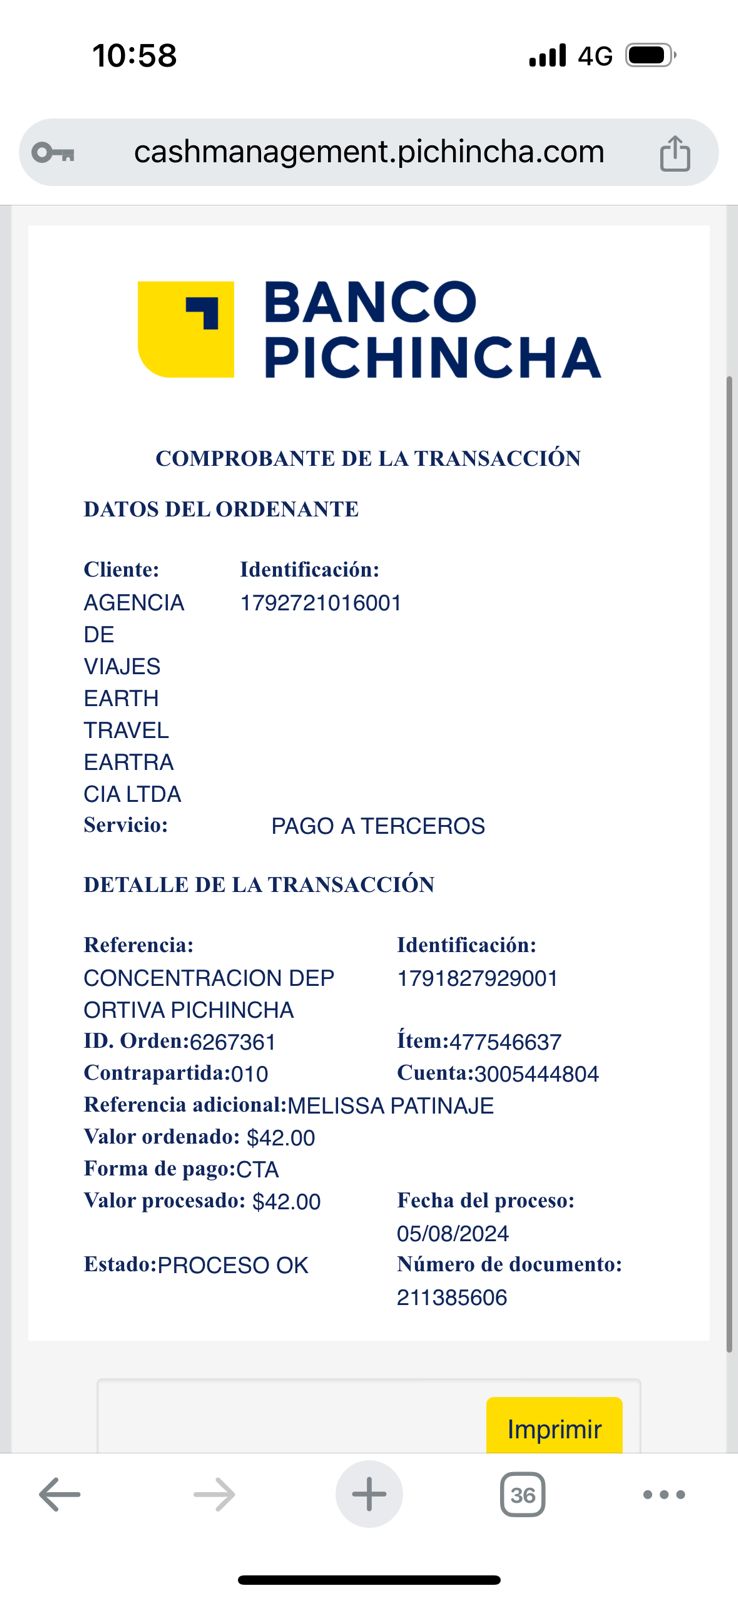 10:58
4G
cashmanagement.pichincha.com
BANCO
PICHINCHA
COMPROBANTE DE LA TRANSACCIÓN
DATOS DEL ORDENANTE
Cliente: Identificación:
AGENCIA 1792721016001
DE
VIAJES
EARTH
TRAVEL
EARTRA
CIA LTDA
Servicio: PAGO A TERCEROS
DETALLE DE LA TRANSACCIÓN
Referencia: Identificación:
CONCENTRACION DEP 1791827929001
ORTIVA PICHINCHA
ID. Orden:6267361 Ítem:477546637
Contrapartida:010 Cuenta:3005444804
Referencia adicional:MELISSA PATINAJE
Valor ordenado: $42.00
Forma de pago:CTA
Valor procesado: $42.00 Fecha del proceso:
05/08/2024
Estado:PROCESO OK Número de documento:
211385606
Imprimir
36